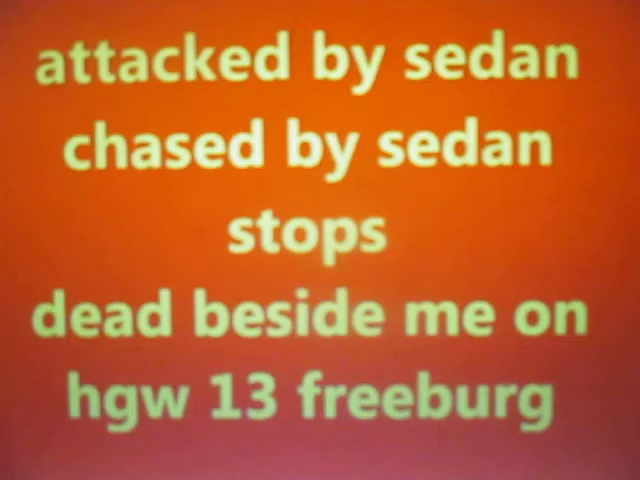 attacked by sedan
chased by sedan
stops
dead beside me on
hgw 13 freeburg